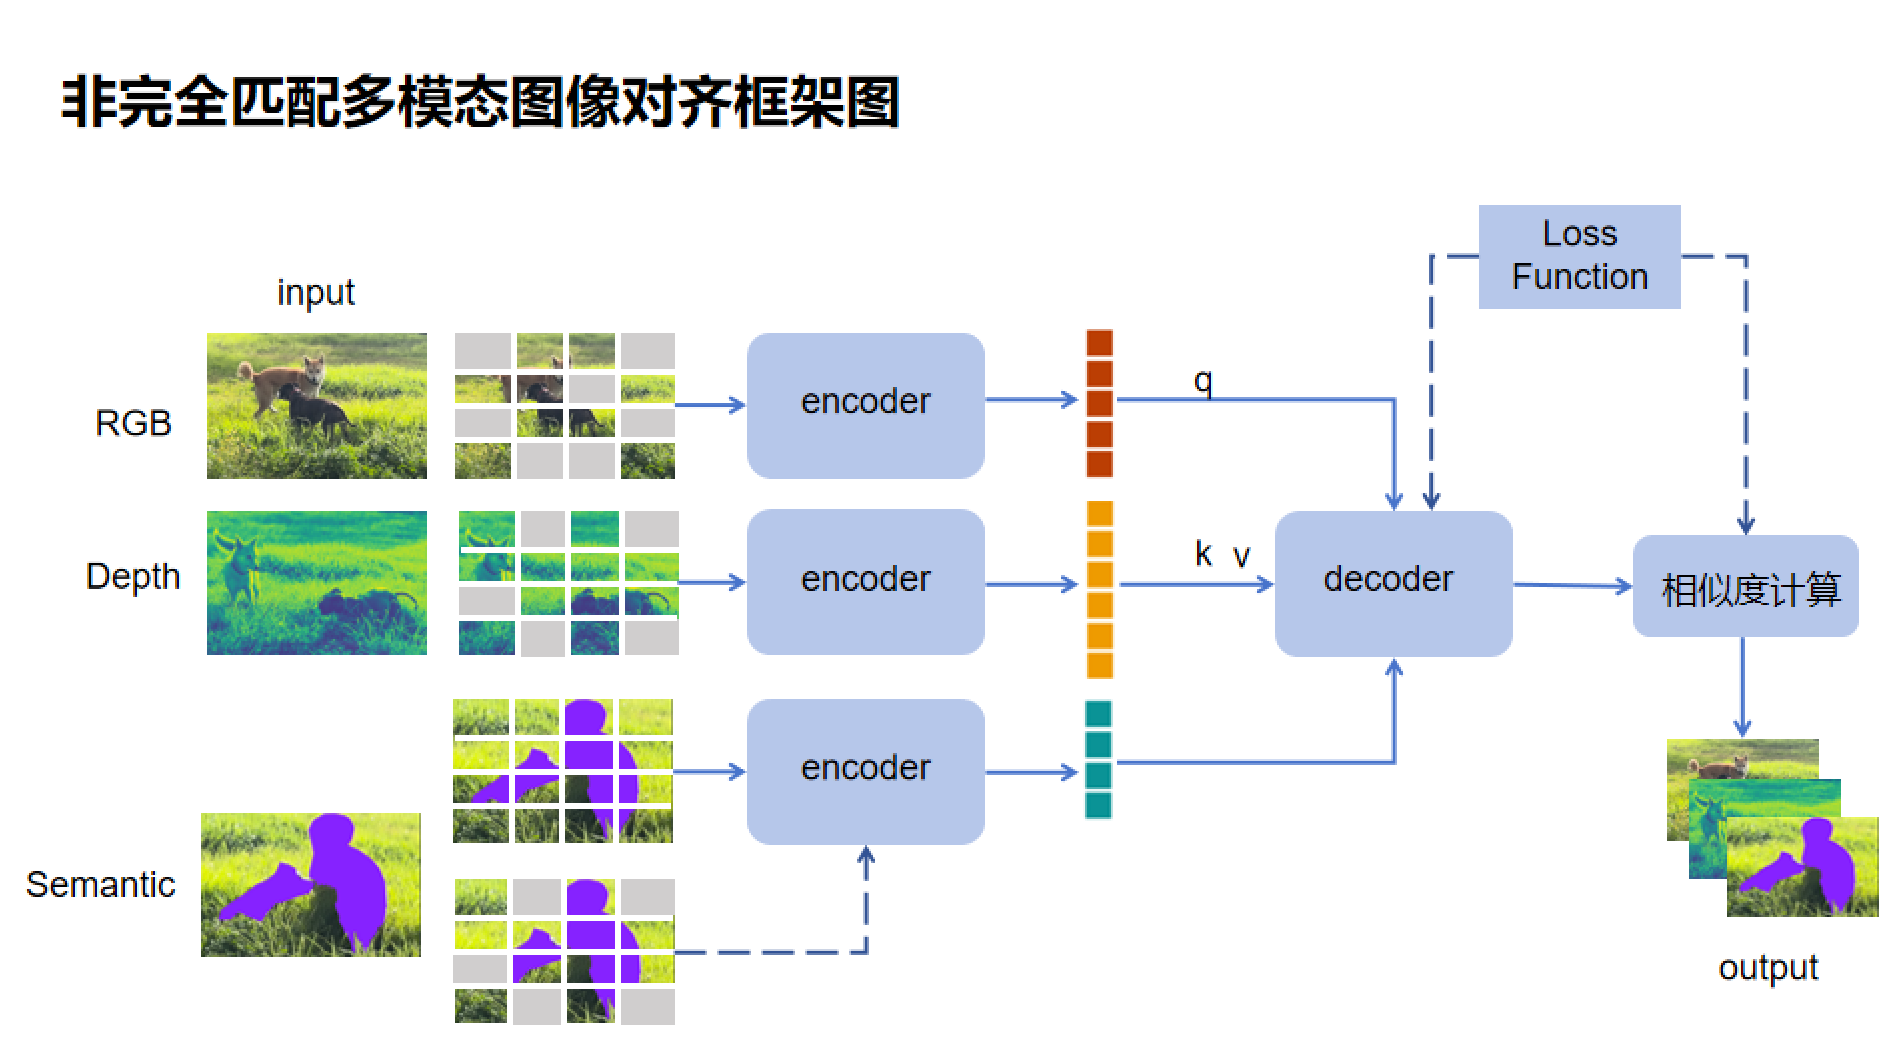 非完全匹配多模态图像对齐框架图
Loss
Function
input
RGB
encoder
q
Depth
encoder
k v
decoder
相似度计算
encoder
Semantic
output